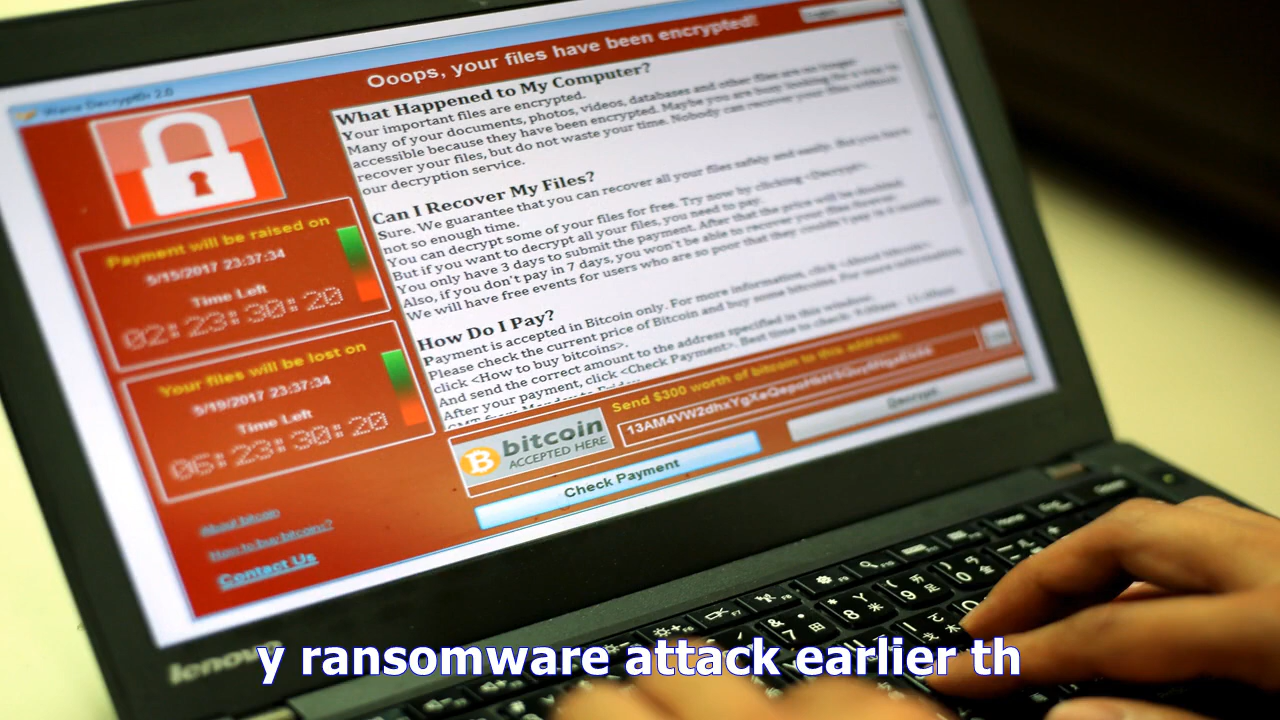 Wana Decrypt0r 2.0
Ooops, your files have been encrypted!
What Happened to My Computer?
Your important files are encrypted.
Many of your documents, photos, videos, databases and other files are no longer
accessible because they have been encrypted. Maybe you are busy looking for a way to
recover your files, but do not waste your time. Nobody can recover your files without
our decryption service.
Can I Recover My Files?
Sure. We guarantee that you can recover all your files safely and easily. But you have
not so enough time.
You can decrypt some of your files for free. Try now by clicking <Decrypt>.
But if you want to decrypt all your files, you need to pay.
You only have 3 days to submit the payment. After that the price will be doubled.
Also, if you don't pay in 7 days, you won't be able to recover your files forever.
We will have free events for users who are so poor that they couldn't pay in 6 months.
How Do I Pay?
Payment is accepted in Bitcoin only. For more information, click <About bitcoin>.
Please check the current price of Bitcoin and buy some bitcoins. For more information,
click <How to buy bitcoins>.
And send the correct amount to the address specified in this window.
After your payment, click <Check Payment>. Best time to check: 9:00am - 11:00am
GMT from Monday to Friday.
Payment will be raised on
5/15/2017 23:37:34
Time Left
02:23:30:20
Your files will be lost on
5/19/2017 23:37:34
Time Left
06:23:30:20
About bitcoin
How to buy bitcoins?
Contact Us
bitcoin
ACCEPTED HERE
Send $300 worth of bitcoin to this address:
Check Payment
Decrypt
lenovo
y ransomware attack earlier th